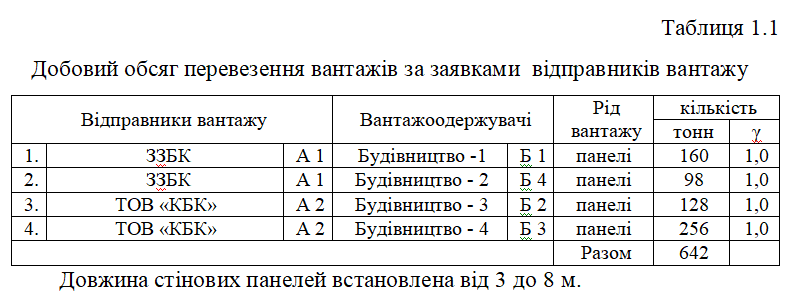 Таблиця 1.1
Добовий обсяг перевезення вантажів за заявками відправників вантажу
Відправники вантажу Вантажоодержувачі Рід вантажу кількість
тонн γ
1. ЗЗБК А 1 Будівництво -1 Б 1 панелі 160 1,0
2. ЗЗБК А 1 Будівництво - 2 Б 4 панелі 98 1,0
3. ТОВ «КБК» А 2 Будівництво - 3 Б 2 панелі 128 1,0
4. ТОВ «КБК» А 2 Будівництво - 4 Б 3 панелі 256 1,0
Разом 642
Довжина стінових панелей встановлена від 3 до 8 м.